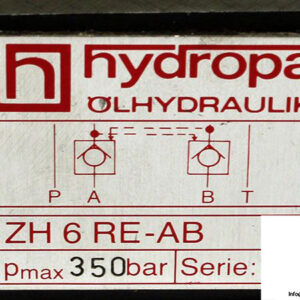 hydropa
ÖLHYDRAULIK
P A B T
ZH 6 RE-AB
pmax 350bar Serie: